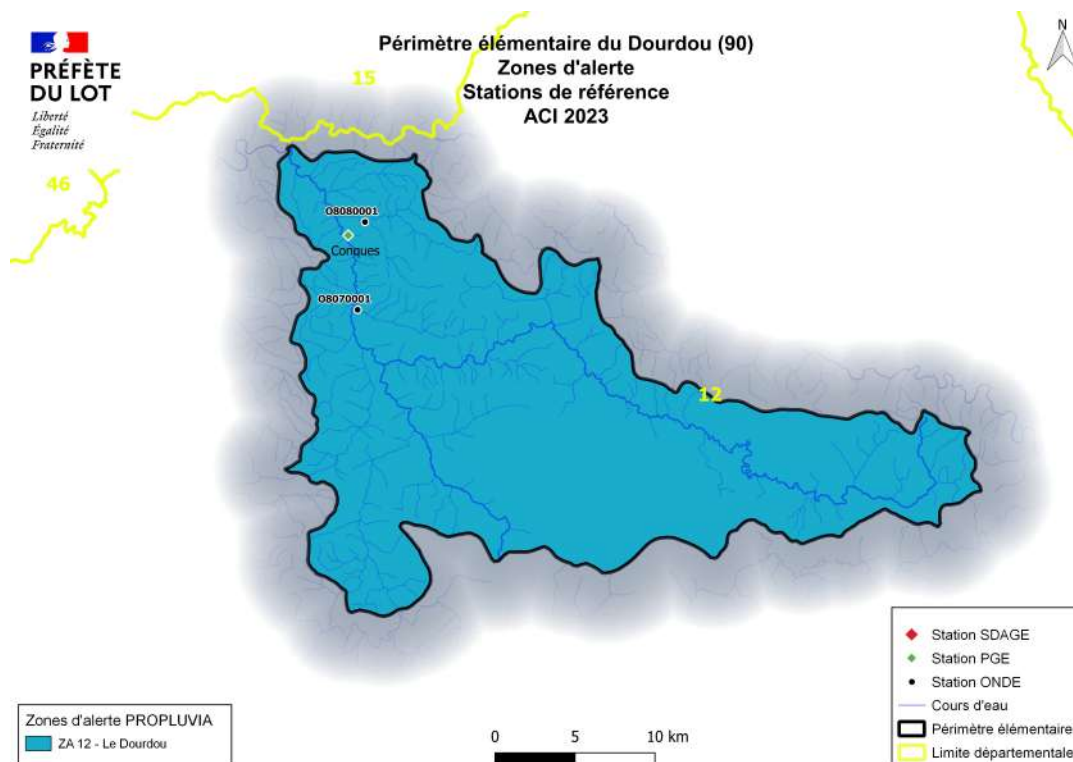 PRÉFÈTE
DU LOT
Liberté
Égalité
Fraternité
Périmètre élémentaire du Dourdou (90)
Zones d'alerte
Stations de référence
ACI 2023
N
15
46
O8080001
Conques
O8070001
12
Zones d'alerte PROPLUVIA
ZA 12 - Le Dourdou
0 5 10 km
Station SDAGE
Station PGE
Station ONDE
Cours d'eau
Périmètre élémentaire
Limite départementale